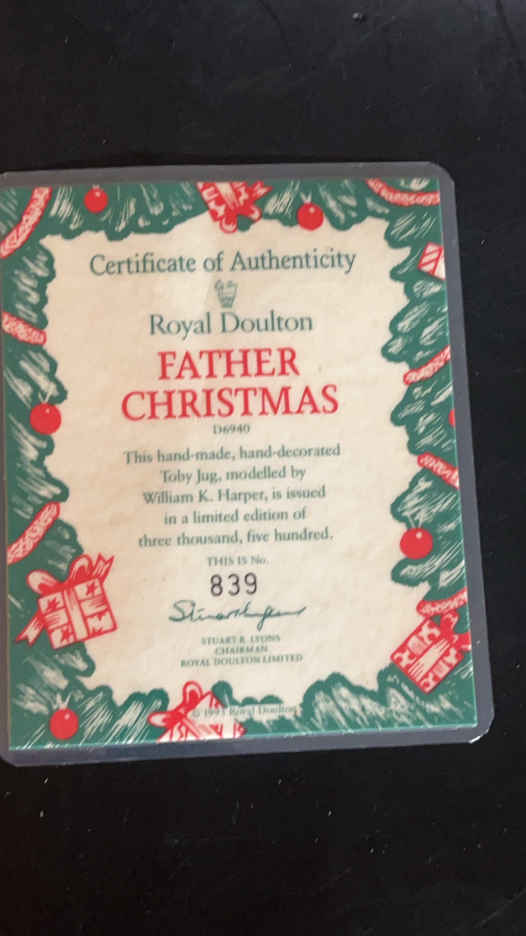 Certificate of Authenticity
Royal Doulton
FATHER
CHRISTMAS
D6940
This hand-made, hand-decorated
Toby Jug, modelled by
William K. Harper, is issued
in a limited edition of
three thousand, five hundred.
THIS IS No.
839
STUART R. LYONS
CHAIRMAN
ROYAL DOULTON LIMITED
© 1993 Royal Doulton